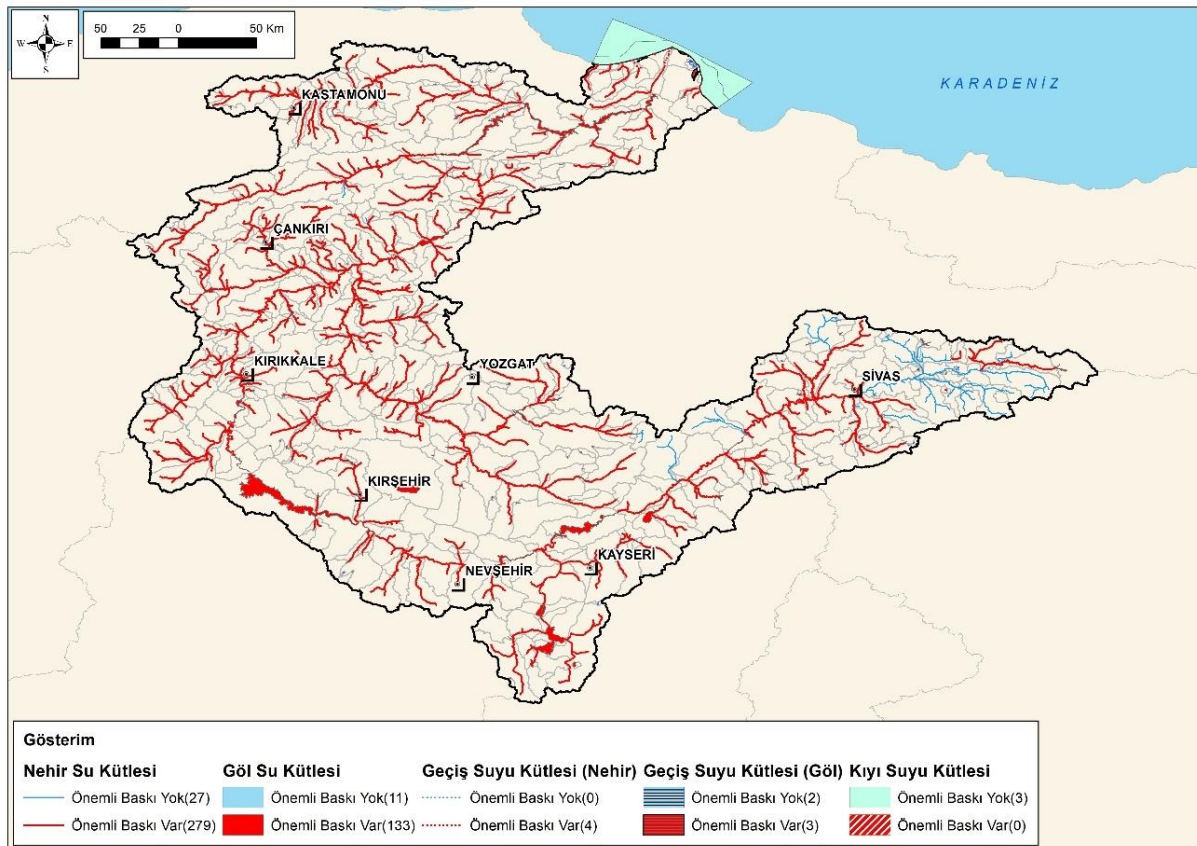 N
W E
S
50 25 0 50 Km
KARADENİZ
KASTAMONU
ÇANKIRI
KIRIKKALE
YOZGAT
SİVAS
KIRŞEHİR
KAYSERİ
NEVŞEHİR
Gösterim
Nehir Su Kütlesi
Önemli Baskı Yok(27)
Önemli Baskı Var(279)
Göl Su Kütlesi
Önemli Baskı Yok(11)
Önemli Baskı Var(133)
Geçiş Suyu Kütlesi (Nehir)
Önemli Baskı Yok(0)
Önemli Baskı Var(4)
Geçiş Suyu Kütlesi (Göl)
Önemli Baskı Yok(2)
Önemli Baskı Var(3)
Kıyı Suyu Kütlesi
Önemli Baskı Yok(3)
Önemli Baskı Var(0)